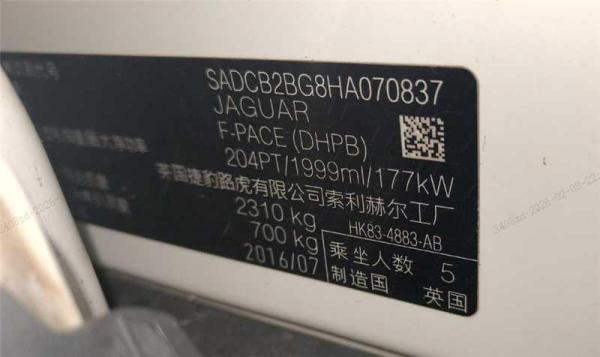 SADCB2BG8HA070837
JAGUAR
F-PACE (DHPB)
204PT/1999ml/177kW
英国捷豹路虎有限公司索利赫尔工厂
2310 kg
HK83-4883-AB
700 kg
乘坐人数 5
2016/07
制造国 英国